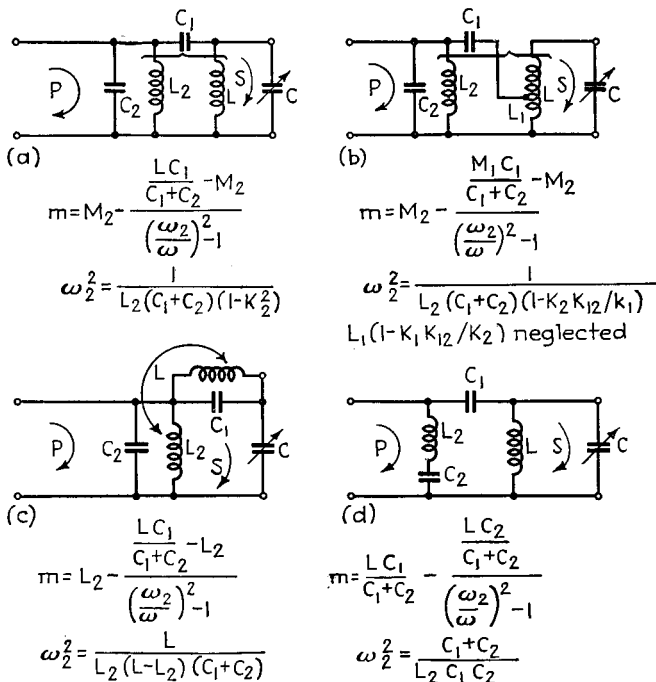 C₁
P
C₂
L₂
L
S
C
(a)
m = M₂ - (LC₁/(C₁+C₂) - M₂)/((ω₂/ω)² - 1)
ω₂² = 1/(L₂(C₁+C₂)(1-K₂²))
C₁
P
C₂
L₂
L₁
L
S
C
(b)
m = M₂ - (M₁C₁/(C₁+C₂) - M₂)/((ω₂/ω)² - 1)
ω₂² = 1/(L₂(C₁+C₂)(1-K₂K₁₂/k₁))
L₁(1-K₁K₁₂/K₂) neglected
L
C₁
P
C₂
L₂
S
C
(c)
m = L₂ - (LC₁/(C₁+C₂) - L₂)/((ω₂/ω)² - 1)
ω₂² = L/(L₂(L-L₂)(C₁+C₂))
C₁
P
L₂
C₂
L
S
C
(d)
m = LC₁/(C₁+C₂) - (LC₂/(C₁+C₂))/((ω₂/ω)² - 1)
ω₂² = (C₁+C₂)/(L₂C₁C₂)